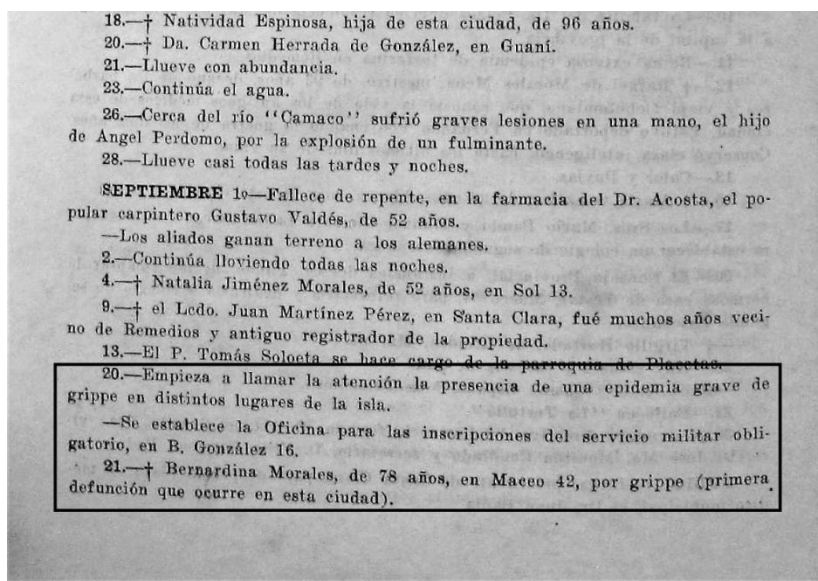 18.—† Natividad Espinosa, hija de esta ciudad, de 96 años.
20.—† Da. Carmen Herrada de González, en Guaní.
21.—Llueve con abundancia.
23.—Continúa el agua.
26.—Cerca del río "Camaco" sufrió graves lesiones en una mano, el hijo
de Angel Perdomo, por la explosión de un fulminante.
28.—Llueve casi todas las tardes y noches.
SEPTIEMBRE 1o—Fallece de repente, en la farmacia del Dr. Acosta, el po-
pular carpintero Gustavo Valdés, de 52 años.
—Los aliados ganan terreno a los alemanes.
2.—Continúa lloviendo todas las noches.
4.—† Natalia Jiménez Morales, de 52 años, en Sol 13.
9.—† el Lcdo. Juan Martínez Pérez, en Santa Clara, fué muchos años veci-
no de Remedios y antiguo registrador de la propiedad.
13.—El P. Tomás Soloeta se hace cargo de la parroquia de Placetas.
20.—Empieza a llamar la atención la presencia de una epidemia grave de
grippe en distintos lugares de la isla.
—Se establece la Oficina para las inscripciones del servicio militar obli-
gatorio, en B. González 16.
21.—† Bernardina Morales, de 78 años, en Maceo 42, por grippe (primera
defunción que ocurre en esta ciudad).